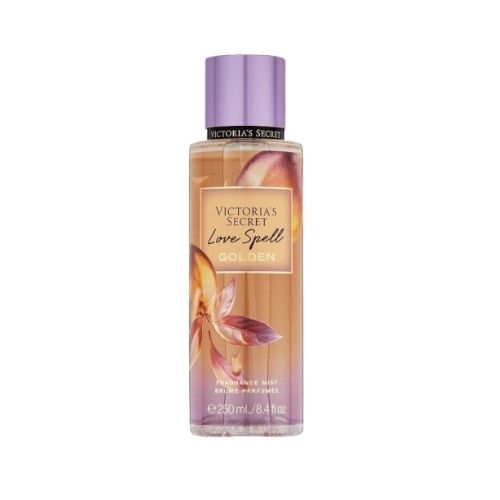 VICTORIA'S SECRET
VICTORIA'S
SECRET
Love Spell
GOLDEN
FRAGRANCE MIST
BRUME-PARFUMÉE
℮250 mL/8.4 fl oz